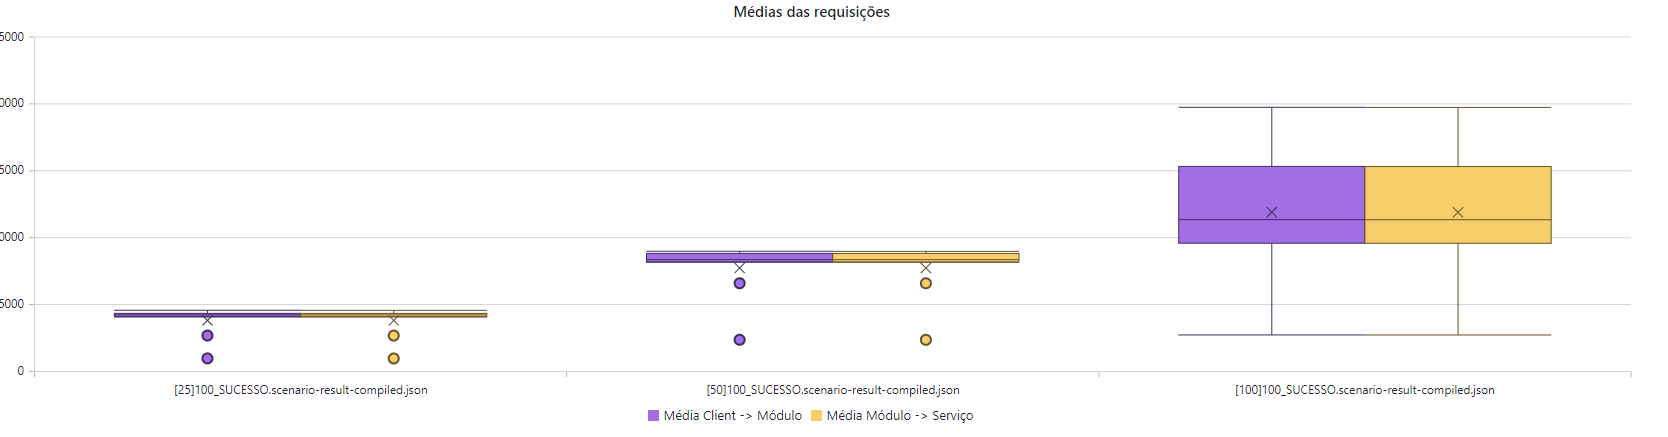 Médias das requisições
5000
0000
5000
0000
5000
0
[25]100_SUCESSO.scenario-result-compiled.json
[50]100_SUCESSO.scenario-result-compiled.json
[100]100_SUCESSO.scenario-result-compiled.json
Média Client -> Módulo
Média Módulo -> Serviço